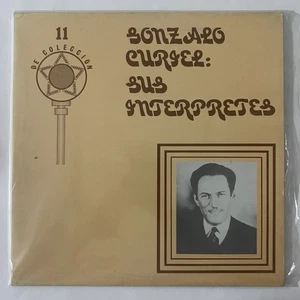 11
DE COLECCION
GONZALO
CURIEL:
SUS
INTERPRETES